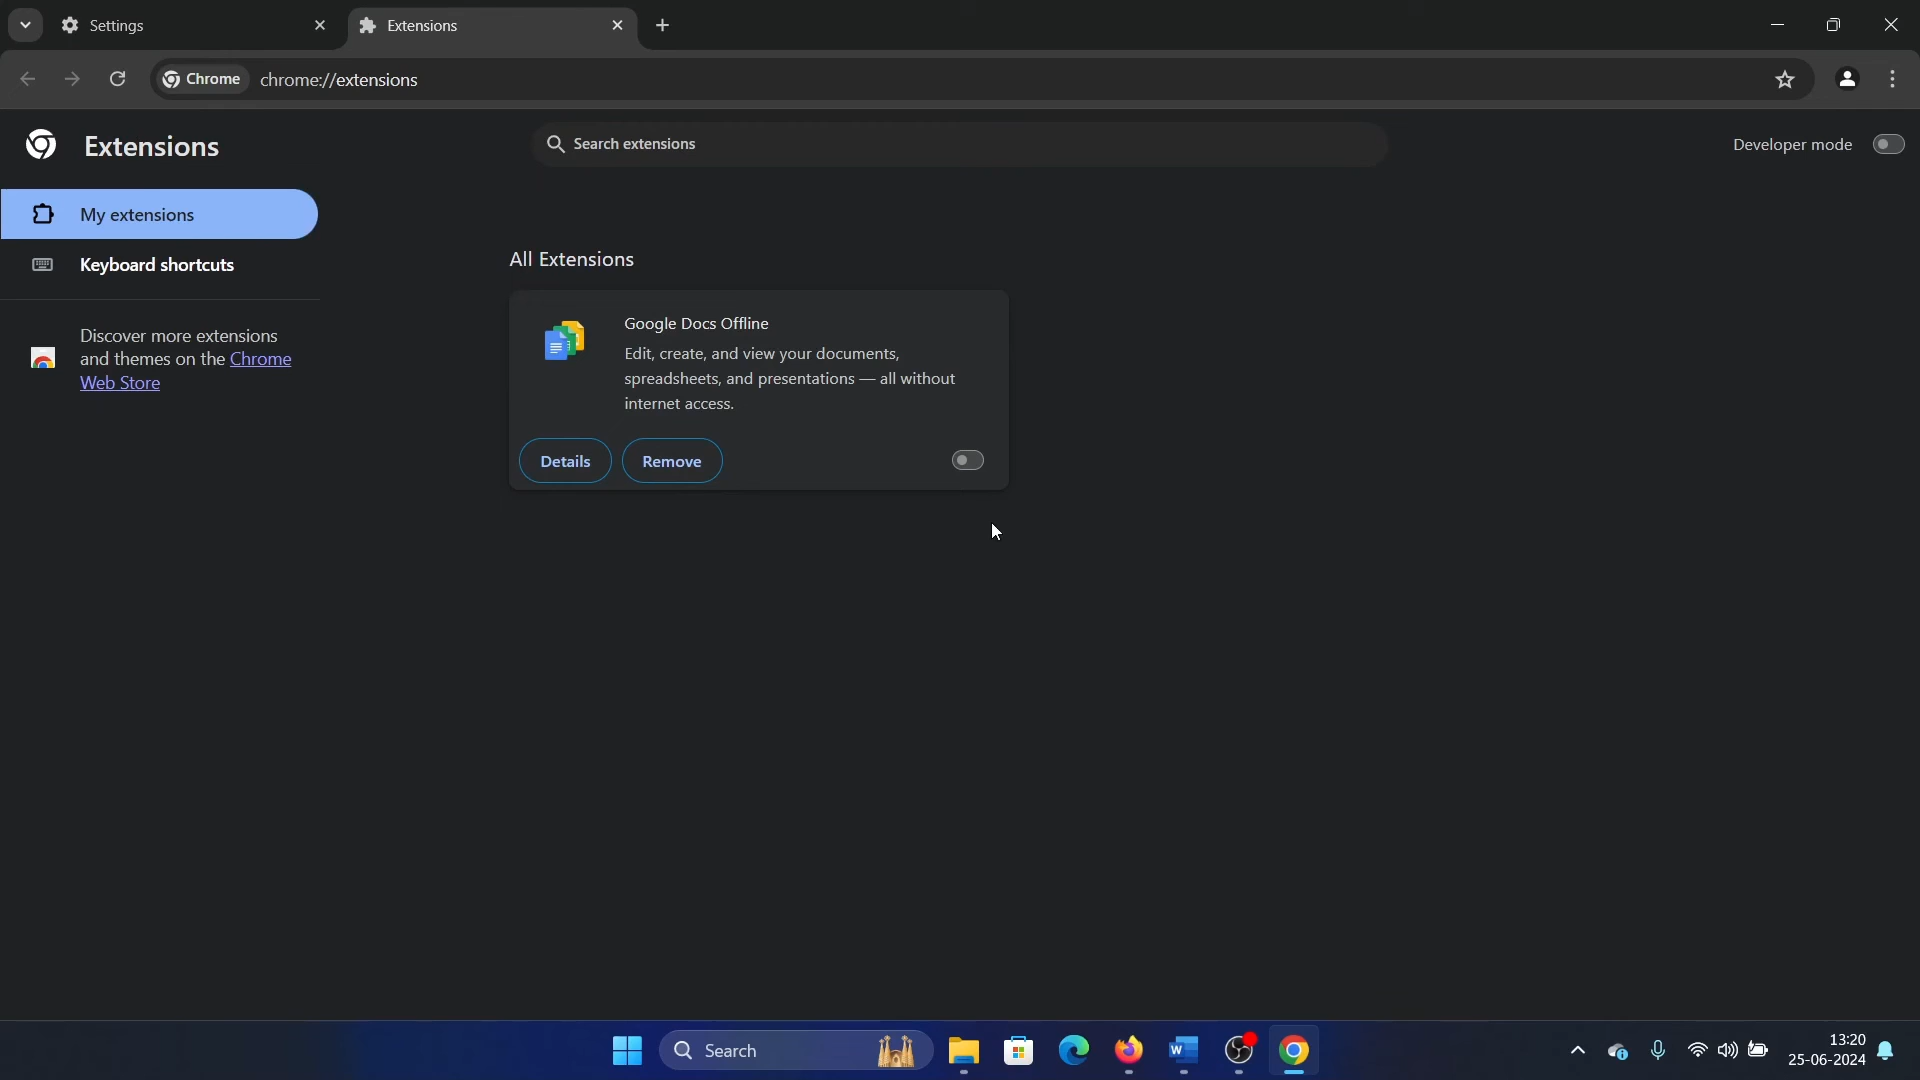 Settings
Extensions
Chrome
chrome://extensions
Extensions
Search extensions
Developer mode
My extensions
Keyboard shortcuts
Discover more extensions
and themes on the Chrome
Web Store
All Extensions
Google Docs Offline
Edit, create, and view your documents,
spreadsheets, and presentations — all without
internet access.
Details
Remove
Search
13:20
25-06-2024